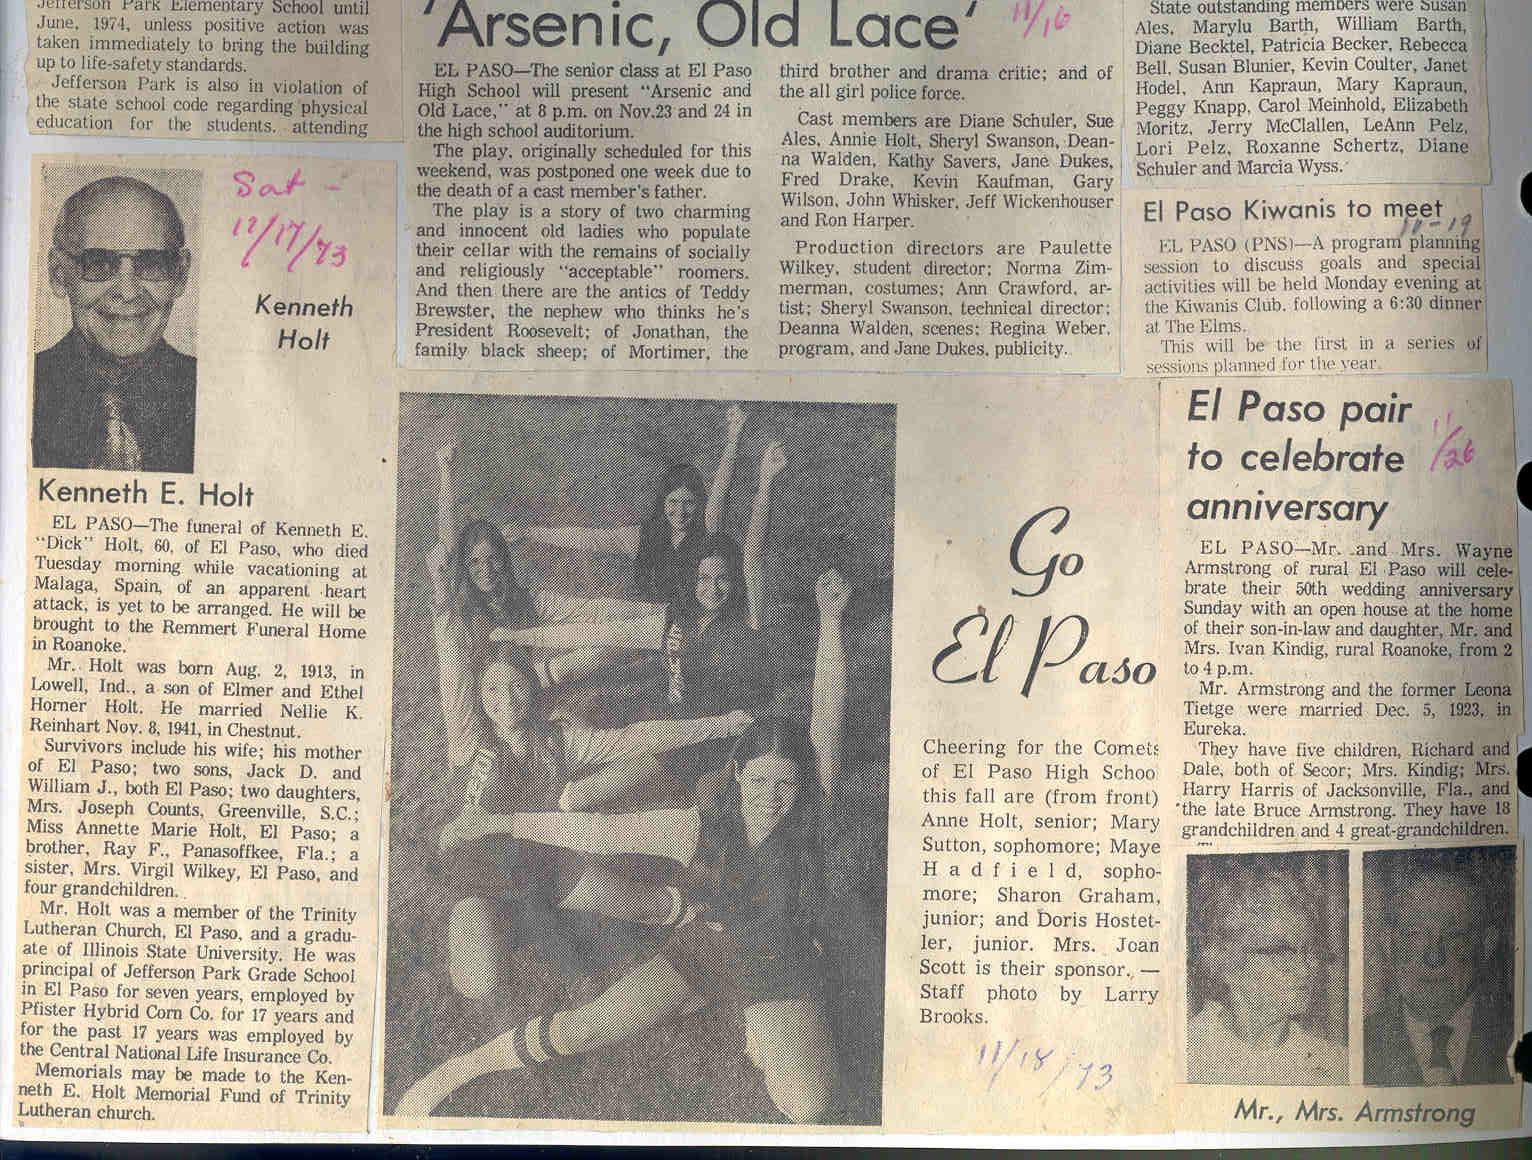 Jefferson Park Elementary School until
June, 1974, unless positive action was
taken immediately to bring the building
up to life-safety standards.
Jefferson Park is also in violation of
the state school code regarding physical
education for the students. attending
'Arsenic, Old Lace'
11/16
EL PASO—The senior class at El Paso
High School will present "Arsenic and
Old Lace," at 8 p.m. on Nov.23 and 24 in
the high school auditorium.
The play, originally scheduled for this
weekend, was postponed one week due to
the death of a cast member's father.
The play is a story of two charming
and innocent old ladies who populate
their cellar with the remains of socially
and religiously "acceptable" roomers.
And then there are the antics of Teddy
Brewster, the nephew who thinks he's
President Roosevelt; of Jonathan, the
family black sheep; of Mortimer, the
third brother and drama critic; and of
the all girl police force.
Cast members are Diane Schuler, Sue
Ales, Annie Holt, Sheryl Swanson, Dean-
na Walden, Kathy Savers, Jane Dukes,
Fred Drake, Kevin Kaufman, Gary
Wilson, John Whisker, Jeff Wickenhouser
and Ron Harper.
Production directors are Paulette
Wilkey, student director; Norma Zim-
merman, costumes; Ann Crawford, ar-
tist; Sheryl Swanson, technical director;
Deanna Walden, scenes; Regina Weber,
program, and Jane Dukes, publicity.
State outstanding members were Susan
Ales, Marylu Barth, William Barth,
Diane Becktel, Patricia Becker, Rebecca
Bell, Susan Blunier, Kevin Coulter, Janet
Hodel, Ann Kapraun, Mary Kapraun,
Peggy Knapp, Carol Meinhold, Elizabeth
Moritz, Jerry McClallen, LeAnn Pelz,
Lori Pelz, Roxanne Schertz, Diane
Schuler and Marcia Wyss.
El Paso Kiwanis to meet
10-19
EL PASO (PNS)—A program planning
session to discuss goals and special
activities will be held Monday evening at
the Kiwanis Club, following a 6:30 dinner
at The Elms.
This will be the first in a series of
sessions planned for the year.
Sat -
11/17/73
Kenneth
Holt
Kenneth E. Holt
EL PASO—The funeral of Kenneth E.
"Dick" Holt, 60, of El Paso, who died
Tuesday morning while vacationing at
Malaga, Spain, of an apparent heart
attack, is yet to be arranged. He will be
brought to the Remmert Funeral Home
in Roanoke.
Mr. Holt was born Aug. 2, 1913, in
Lowell, Ind., a son of Elmer and Ethel
Horner Holt. He married Nellie K.
Reinhart Nov. 8, 1941, in Chestnut.
Survivors include his wife; his mother
of El Paso; two sons, Jack D. and
William J., both El Paso; two daughters,
Mrs. Joseph Counts, Greenville, S.C.;
Miss Annette Marie Holt, El Paso; a
brother, Ray F., Panasoffkee, Fla.; a
sister, Mrs. Virgil Wilkey, El Paso, and
four grandchildren.
Mr. Holt was a member of the Trinity
Lutheran Church, El Paso, and a gradu-
ate of Illinois State University. He was
principal of Jefferson Park Grade School
in El Paso for seven years, employed by
Pfister Hybrid Corn Co. for 17 years and
for the past 17 years was employed by
the Central National Life Insurance Co.
Memorials may be made to the Ken-
neth E. Holt Memorial Fund of Trinity
Lutheran church.
Go
El Paso
Cheering for the Comets
of El Paso High School
this fall are (from front)
Anne Holt, senior; Mary
Sutton, sophomore; Maye
Hadfield, sopho-
more; Sharon Graham,
junior; and Doris Hostet-
ler, junior. Mrs. Joan
Scott is their sponsor. —
Staff photo by Larry
Brooks.
11/18/73
El Paso pair
to celebrate
anniversary
11/26
EL PASO—Mr. and Mrs. Wayne
Armstrong of rural El Paso will cele-
brate their 50th wedding anniversary
Sunday with an open house at the home
of their son-in-law and daughter, Mr. and
Mrs. Ivan Kindig, rural Roanoke, from 2
to 4 p.m.
Mr. Armstrong and the former Leona
Tietge were married Dec. 5, 1923, in
Eureka.
They have five children, Richard and
Dale, both of Secor; Mrs. Kindig; Mrs.
Harry Harris of Jacksonville, Fla., and
the late Bruce Armstrong. They have 18
grandchildren and 4 great-grandchildren.
Mr., Mrs. Armstrong